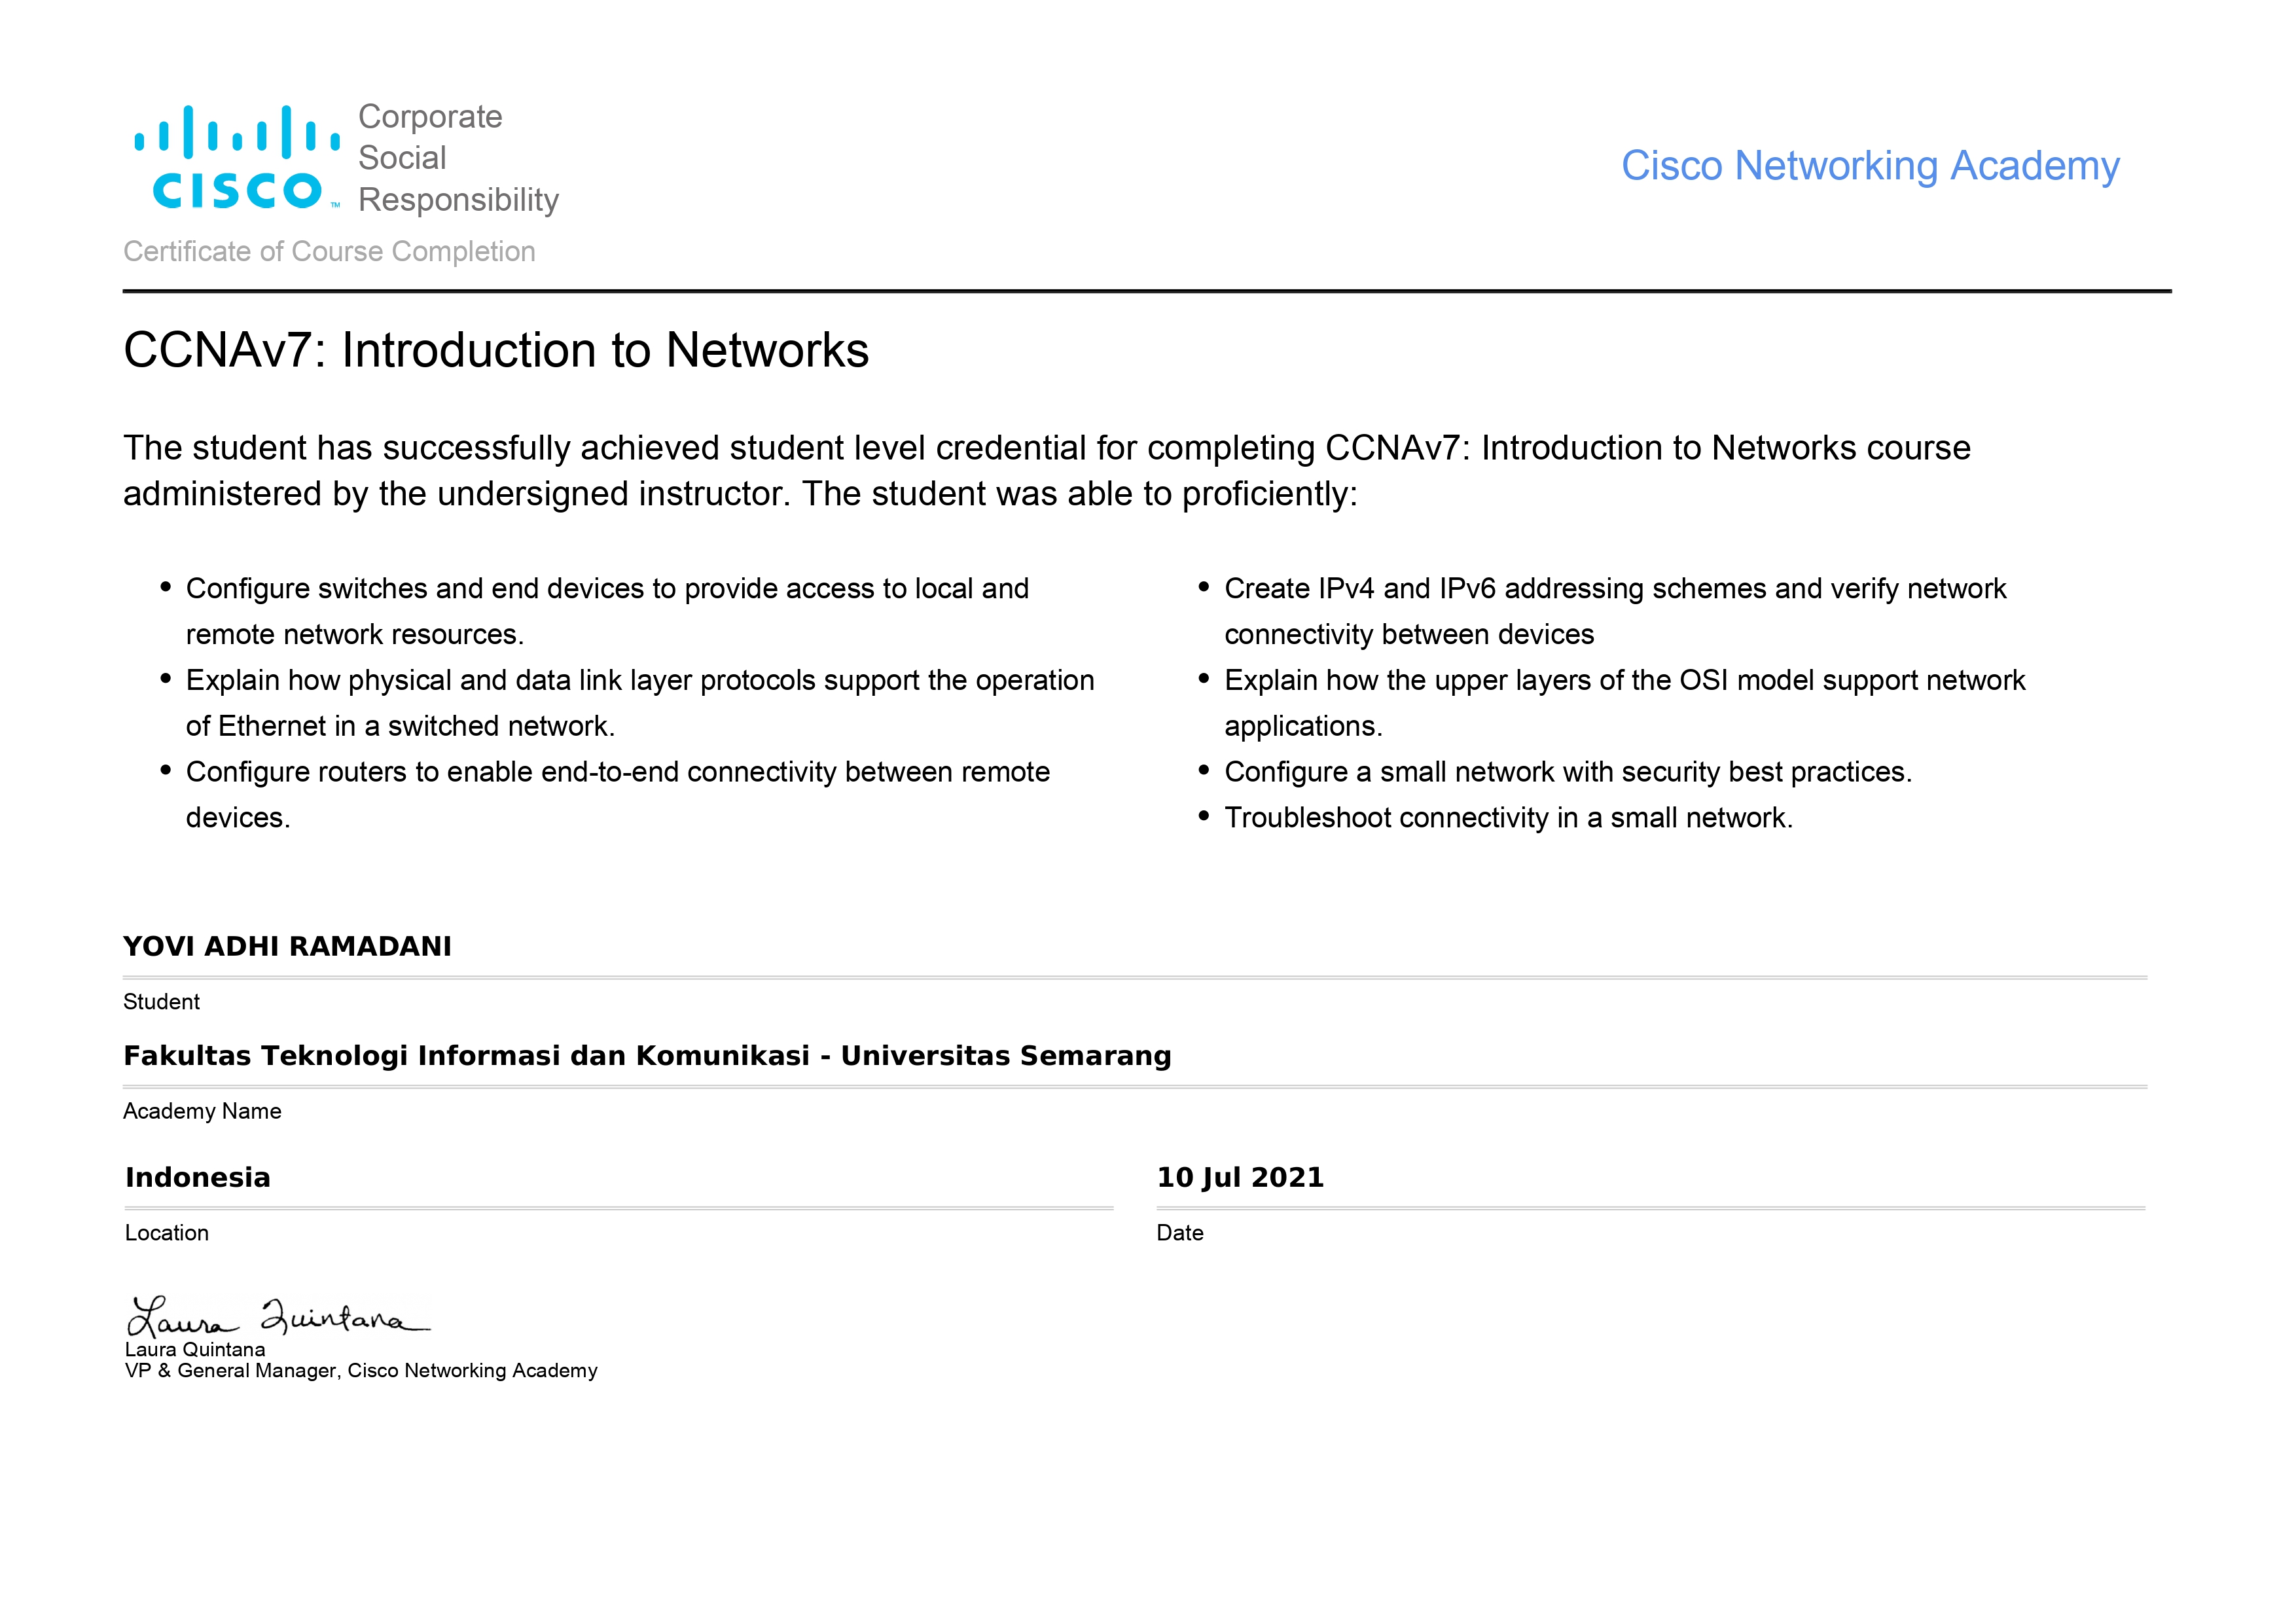 Corporate
Social
Responsibility
CISCO™
Cisco Networking Academy
Certificate of Course Completion
CCNAv7: Introduction to Networks
The student has successfully achieved student level credential for completing CCNAv7: Introduction to Networks course
administered by the undersigned instructor. The student was able to proficiently:
• Configure switches and end devices to provide access to local and
remote network resources.
• Explain how physical and data link layer protocols support the operation
of Ethernet in a switched network.
• Configure routers to enable end-to-end connectivity between remote
devices.
• Create IPv4 and IPv6 addressing schemes and verify network
connectivity between devices
• Explain how the upper layers of the OSI model support network
applications.
• Configure a small network with security best practices.
• Troubleshoot connectivity in a small network.
YOVI ADHI RAMADANI
Student
Fakultas Teknologi Informasi dan Komunikasi - Universitas Semarang
Academy Name
Indonesia
Location
10 Jul 2021
Date
Laura Quintana
Laura Quintana
VP & General Manager, Cisco Networking Academy